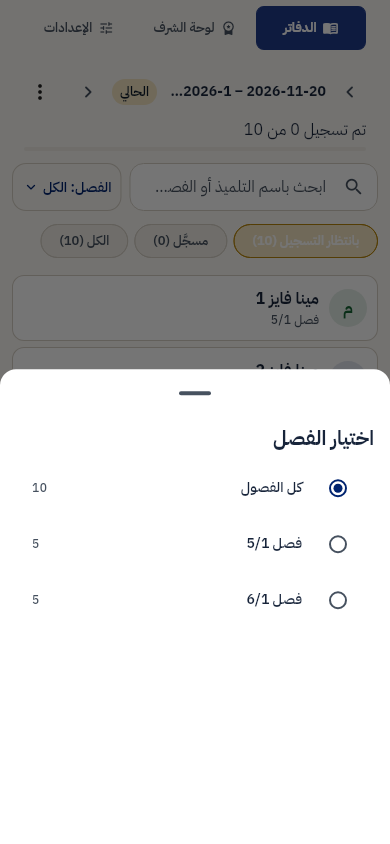 الدفاتر
لوحة الشرف
الإعدادات
2026-11-20 – 2026-1...
الحالي
تم تسجيل 0 من 10
ابحث باسم التلميذ أو الفص...
الفصل: الكل
بانتظار التسجيل (10)
مسجَّل (0)
الكل (10)
مينا فايز 1
فصل 5/1
م
اختيار الفصل
كل الفصول
10
فصل 5/1
5
فصل 6/1
5